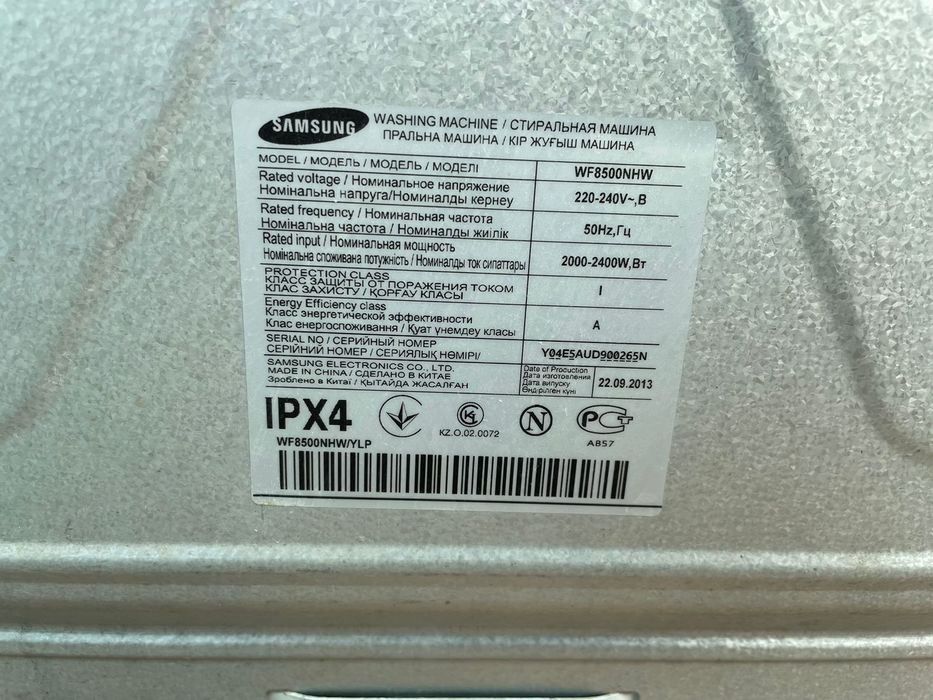 SAMSUNG
WASHING MACHINE / СТИРАЛЬНАЯ МАШИНА
ПРАЛЬНА МАШИНА / КІР ЖУҒЫШ МАШИНА
MODEL / МОДЕЛЬ / МОДЕЛЬ / МОДЕЛІ WF8500NHW
Rated voltage / Номинальное напряжение
Номінальна напруга/Номиналды кернеу 220-240V~,В
Rated frequency / Номинальная частота
Номінальна частота / Номиналды жиілік 50Hz,Гц
Rated input / Номинальная мощность
Номінальна споживана потужність / Номиналды ток сипаттары 2000-2400W,Вт
PROTECTION CLASS
КЛАСС ЗАЩИТЫ ОТ ПОРАЖЕНИЯ ТОКОМ
КЛАС ЗАХИСТУ / ҚОРҒАУ КЛАСЫ I
Energy Efficiency class
Класс энергетической эффективности
Клас енергоспоживання / Қуат үнемдеу класы A
SERIAL NO / СЕРИЙНЫЙ НОМЕР
СЕРІЙНИЙ НОМЕР / СЕРИЯЛЫҚ НӨМІРІ/ Y04E5AUD900265N
SAMSUNG ELECTRONICS CO., LTD.
MADE IN CHINA / СДЕЛАНО В КИТАЕ
Зроблено в Китаї / ҚЫТАЙДА ЖАСАЛҒАН
Date of Production
Дата изготовления
Дата випуску
Өндірілген күні
22.09.2013
IPX4
KZ.O.02.0072
N
РСТ
АВ57
WF8500NHW/YLP